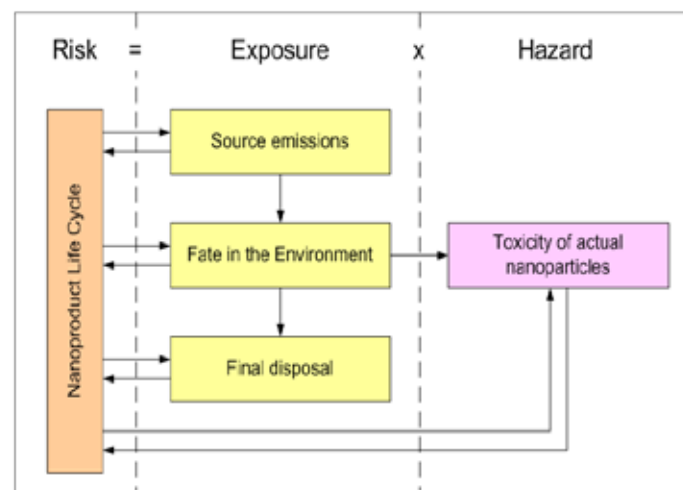 Risk = Exposure x Hazard
Nanoproduct Life Cycle
Source emissions
Fate in the Environment
Toxicity of actual
nanoparticles
Final disposal